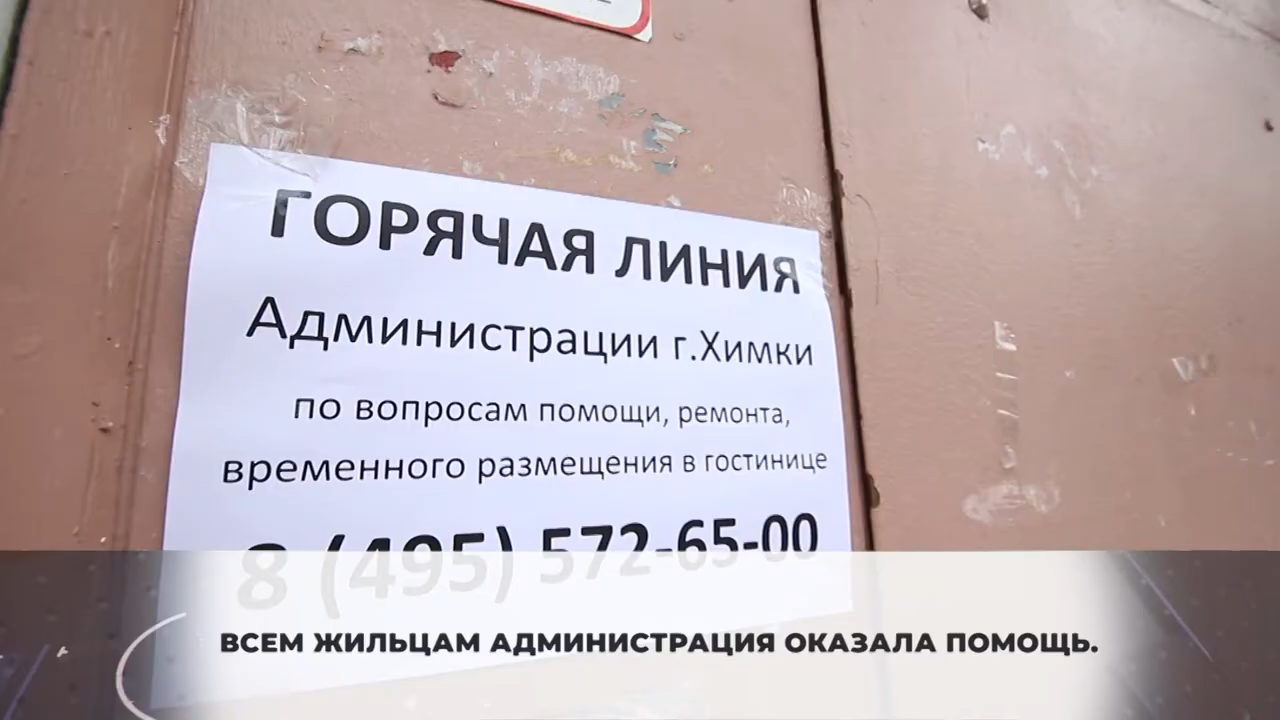 ГОРЯЧАЯ ЛИНИЯ
Администрации г.Химки
по вопросам помощи, ремонта,
временного размещения в гостинице
8 (495) 572-65-00
ВСЕМ ЖИЛЬЦАМ АДМИНИСТРАЦИЯ ОКАЗАЛА ПОМОЩЬ.